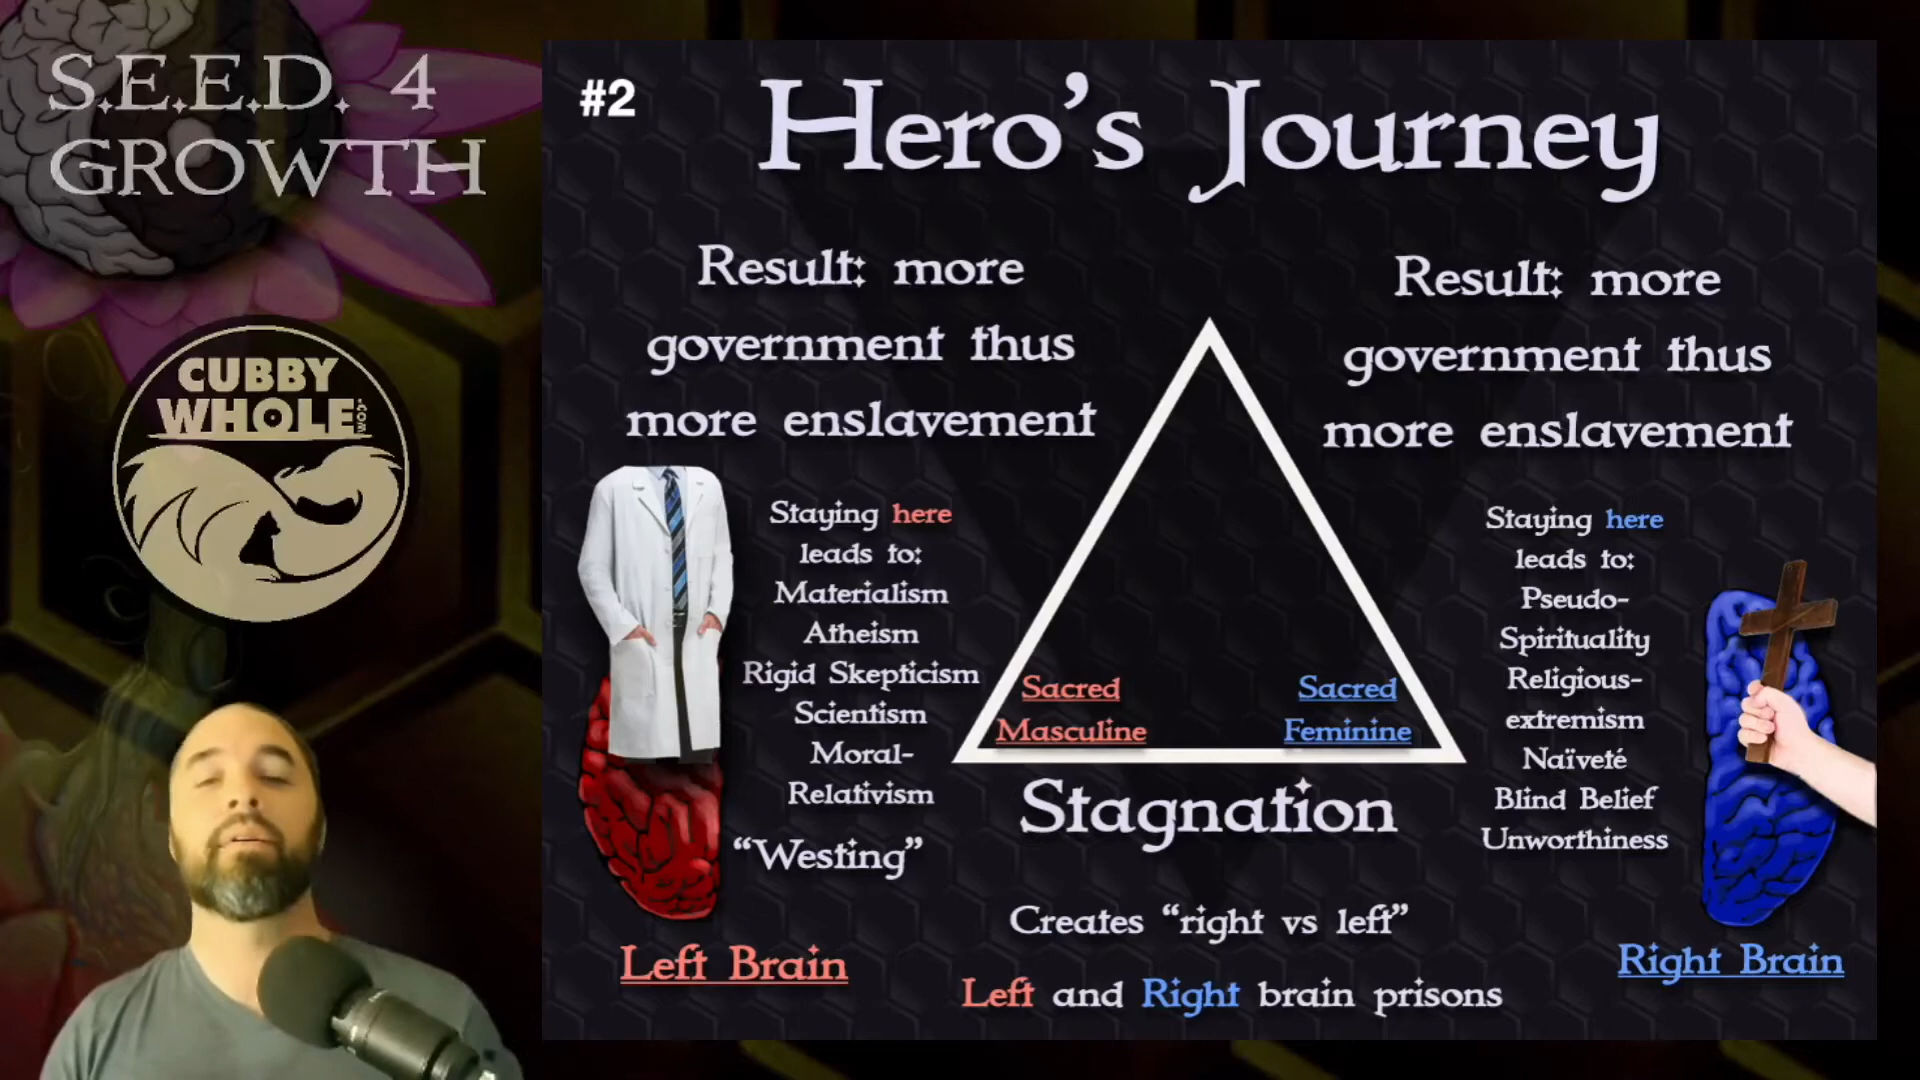 S.E.E.D. 4
GROWTH
CUBBY
WHOLE.COM
#2
Hero's Journey
Result: more
government thus
more enslavement
Result: more
government thus
more enslavement
Staying here
leads to:
Materialism
Atheism
Rigid Skepticism
Scientism
Moral-
Relativism
"Westing"
Left Brain
Sacred
Masculine
Sacred
Feminine
Stagnation
Creates "right vs left"
Left and Right brain prisons
Staying here
leads to:
Pseudo-
Spirituality
Religious-
extremism
Naïveté
Blind Belief
Unworthiness
Right Brain